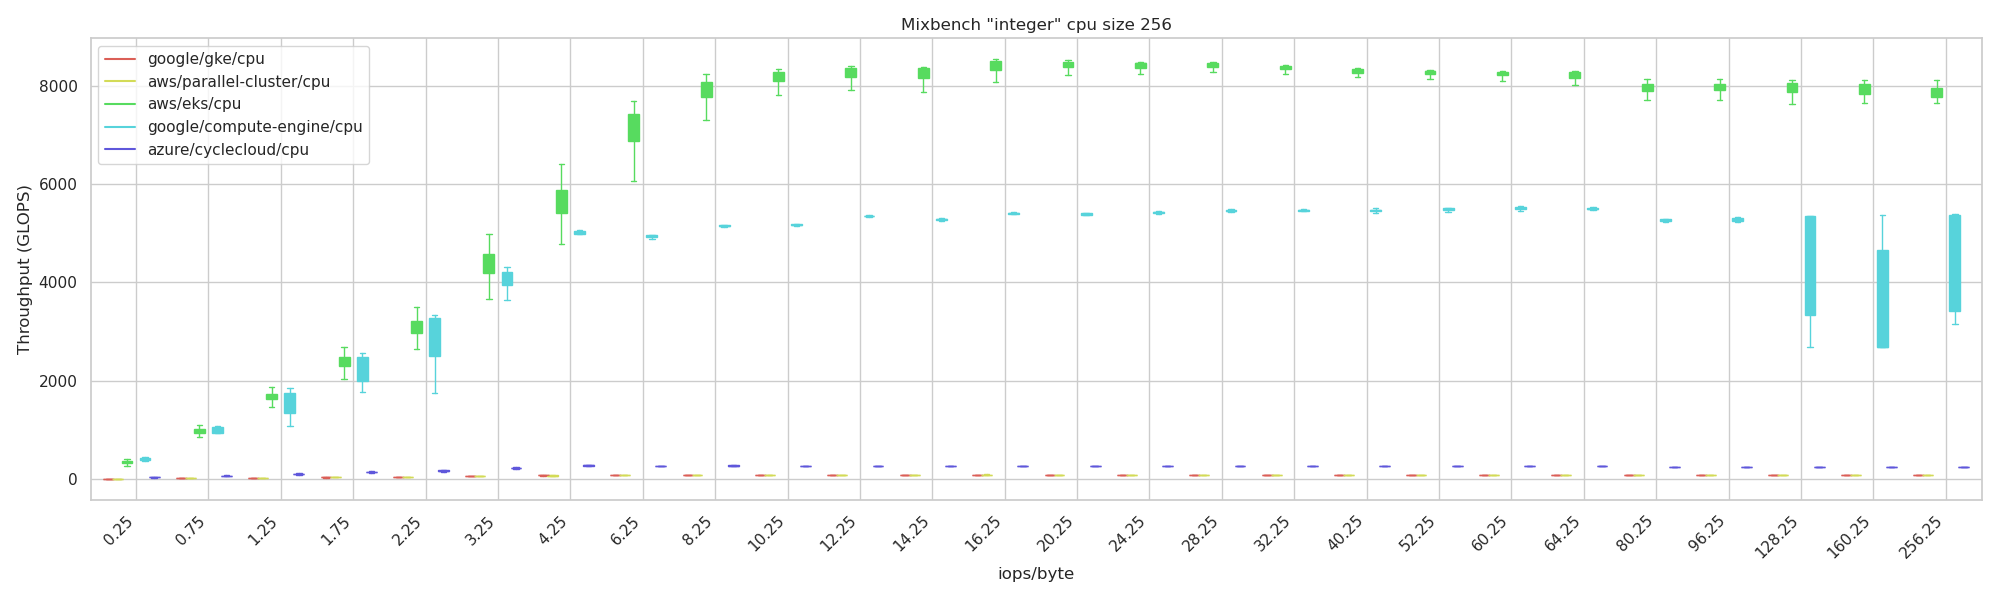 Mixbench "integer" cpu size 256
google/gke/cpu
aws/parallel-cluster/cpu
aws/eks/cpu
google/compute-engine/cpu
azure/cyclecloud/cpu
Throughput (GLOPS)
8000
6000
4000
2000
0
0.25 0.75 1.25 1.75 2.25 3.25 4.25 6.25 8.25 10.25 12.25 14.25 16.25 20.25 24.25 28.25 32.25 40.25 52.25 60.25 64.25 80.25 96.25 128.25 160.25 256.25
iops/byte